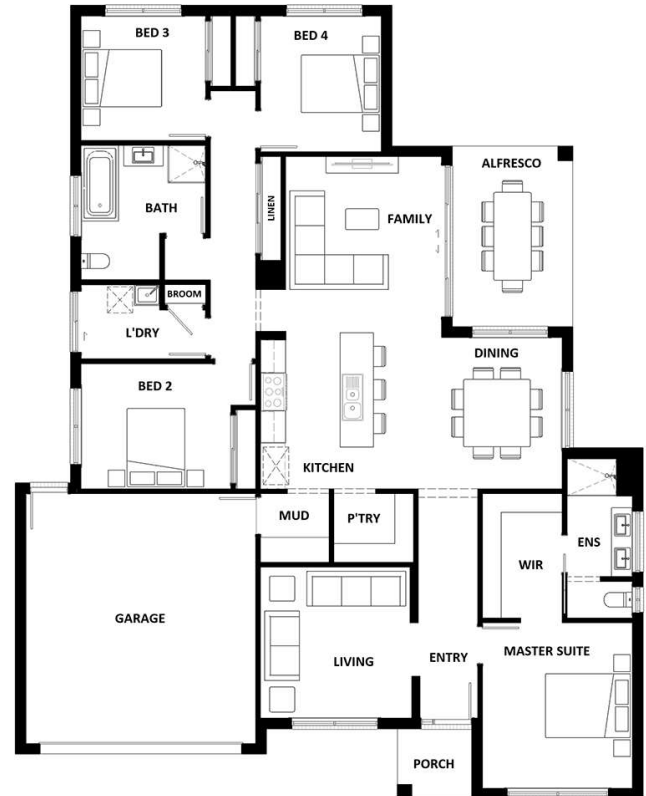 BED 3
BED 4
ALFRESCO
LINEN
FAMILY
BATH
BROOM
L'DRY
DINING
BED 2
KITCHEN
MUD
P'TRY
ENS
WIR
GARAGE
LIVING
ENTRY
MASTER SUITE
PORCH